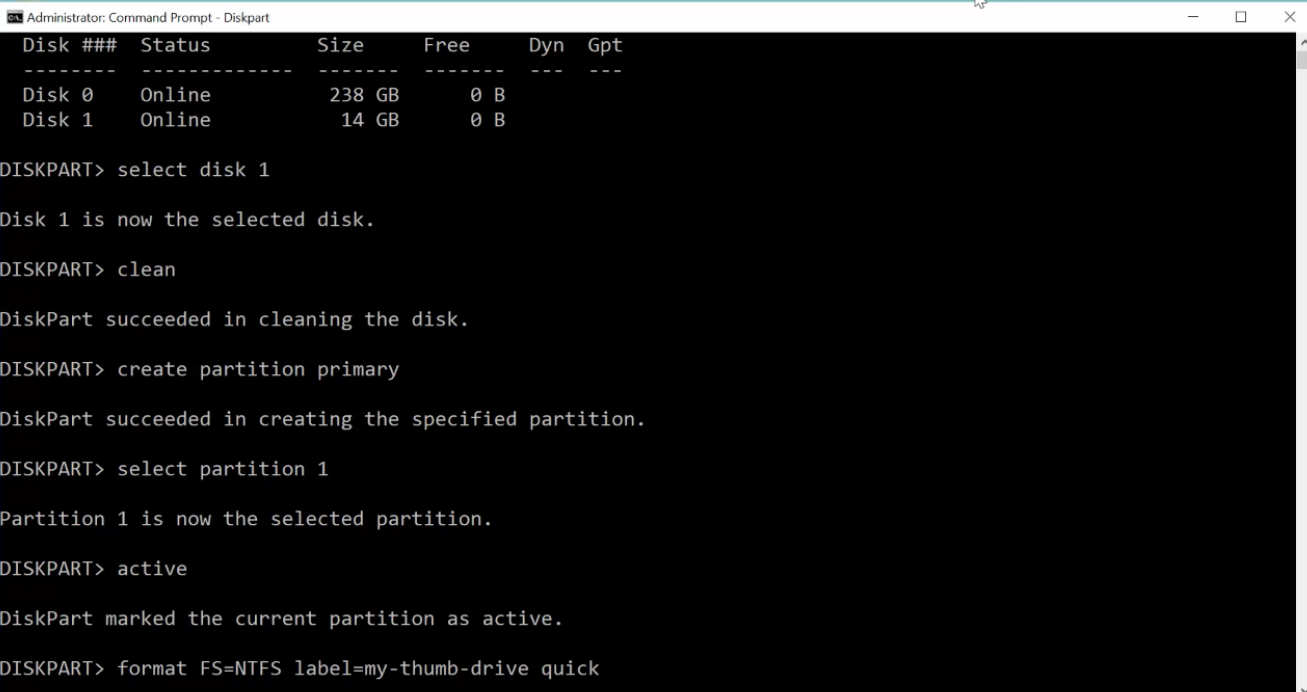 Administrator: Command Prompt - Diskpart
Disk ### Status Size Free Dyn Gpt
-------- ------------- ------- ------- --- ---
Disk 0 Online 238 GB 0 B
Disk 1 Online 14 GB 0 B
DISKPART> select disk 1
Disk 1 is now the selected disk.
DISKPART> clean
DiskPart succeeded in cleaning the disk.
DISKPART> create partition primary
DiskPart succeeded in creating the specified partition.
DISKPART> select partition 1
Partition 1 is now the selected partition.
DISKPART> active
DiskPart marked the current partition as active.
DISKPART> format FS=NTFS label=my-thumb-drive quick